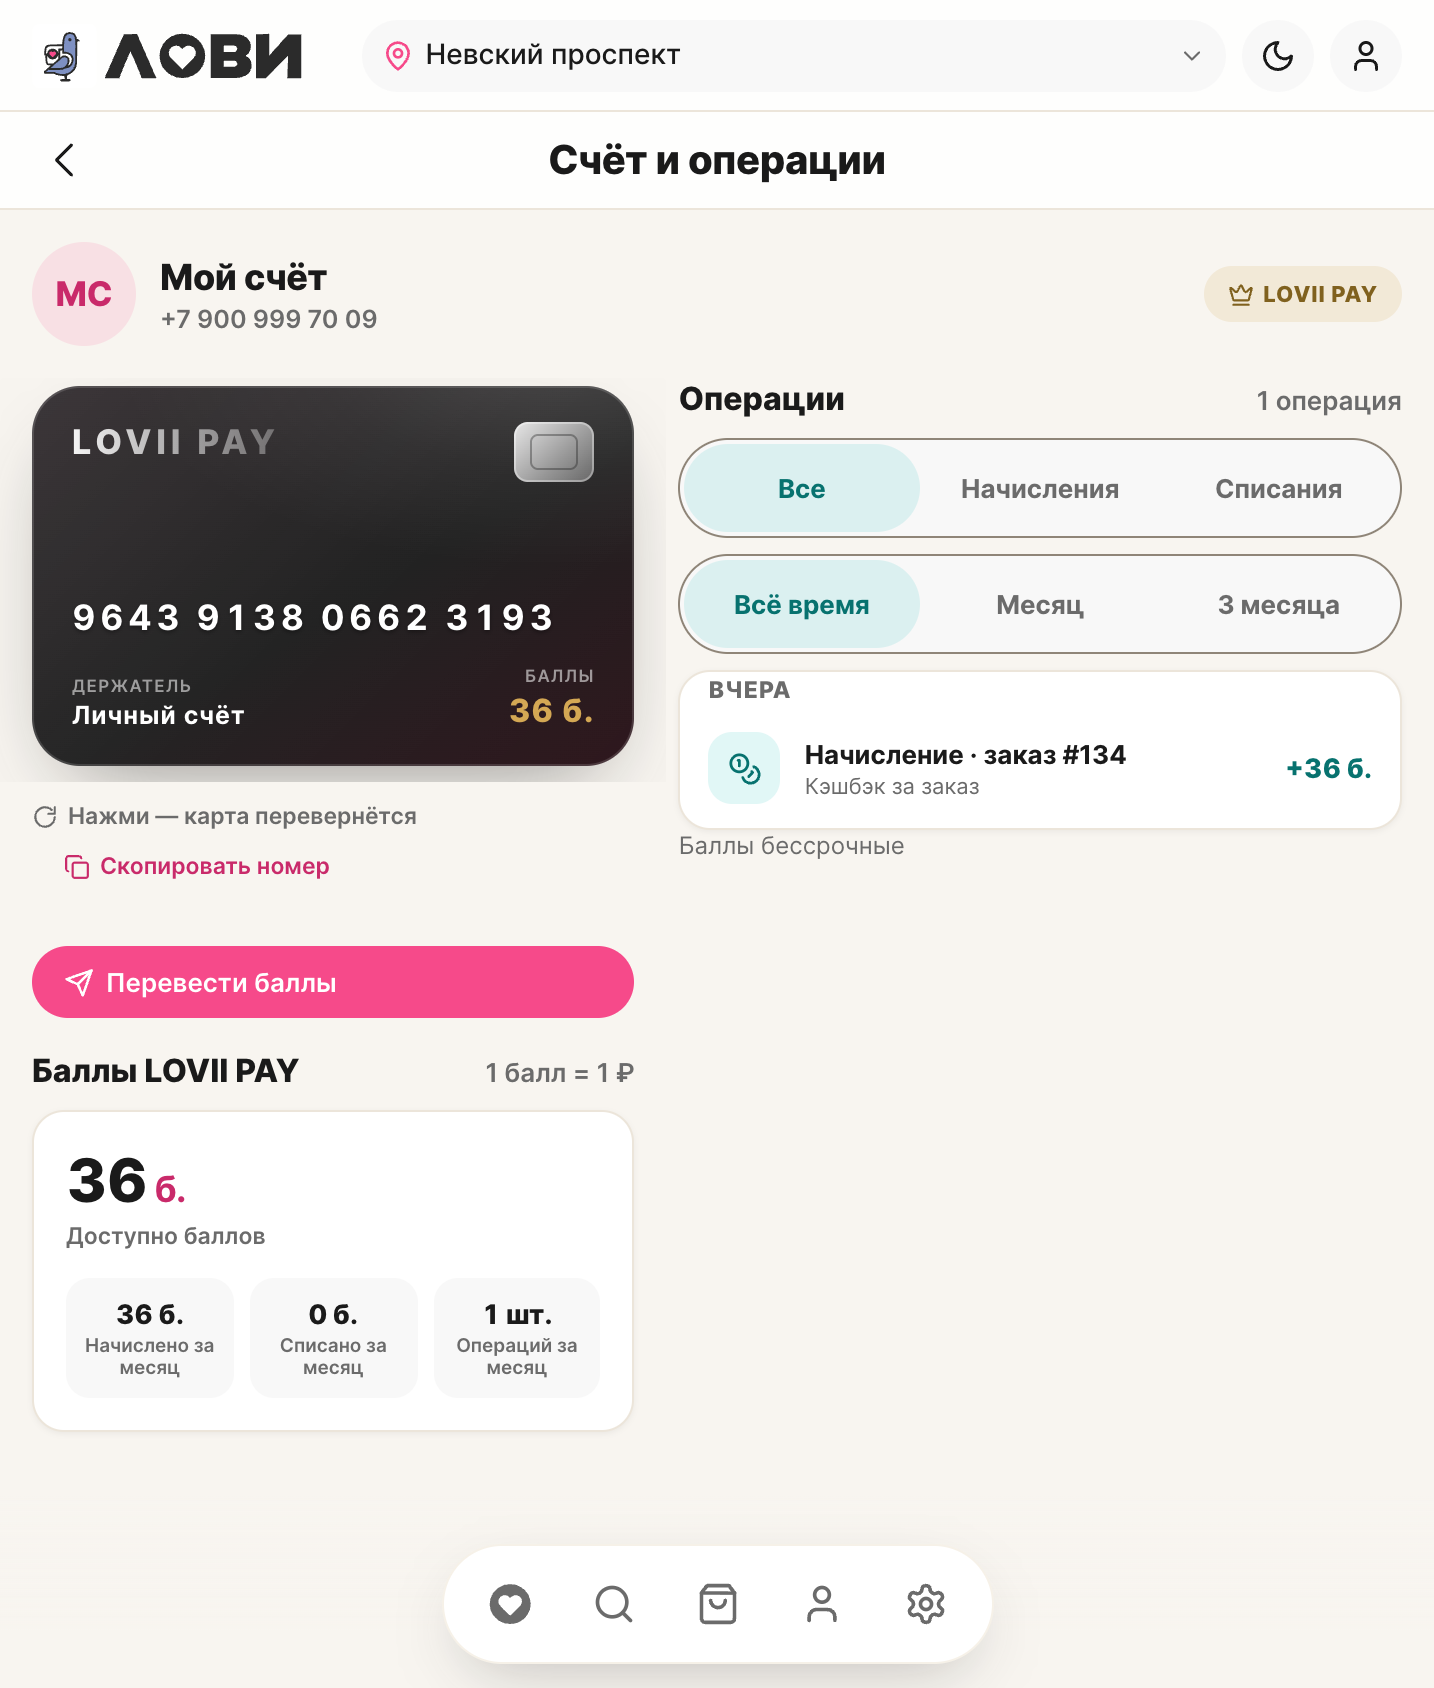 ЛОВИ
Невский проспект
Счёт и операции
МС
Мой счёт
+7 900 999 70 09
LOVII PAY
LOVII PAY
9643 9138 0662 3193
ДЕРЖАТЕЛЬ
Личный счёт
БАЛЛЫ
36 б.
Нажми — карта перевернётся
Скопировать номер
Перевести баллы
Баллы LOVII PAY
1 балл = 1 ₽
36 б.
Доступно баллов
36 б.
Начислено за
месяц
0 б.
Списано за
месяц
1 шт.
Операций за
месяц
Операции
1 операция
Все
Начисления
Списания
Всё время
Месяц
3 месяца
ВЧЕРА
Начисление · заказ #134
Кэшбэк за заказ
+36 б.
Баллы бессрочные